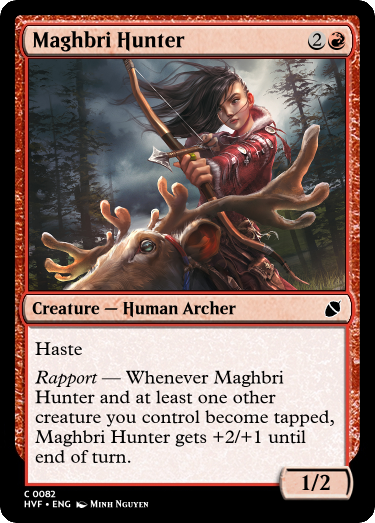 Maghbri Hunter 2
Creature — Human Archer
Haste
Rapport — Whenever Maghbri
Hunter and at least one other
creature you control become tapped,
Maghbri Hunter gets +2/+1 until
end of turn.
1/2
C 0082
HVF • ENG Minh Nguyen